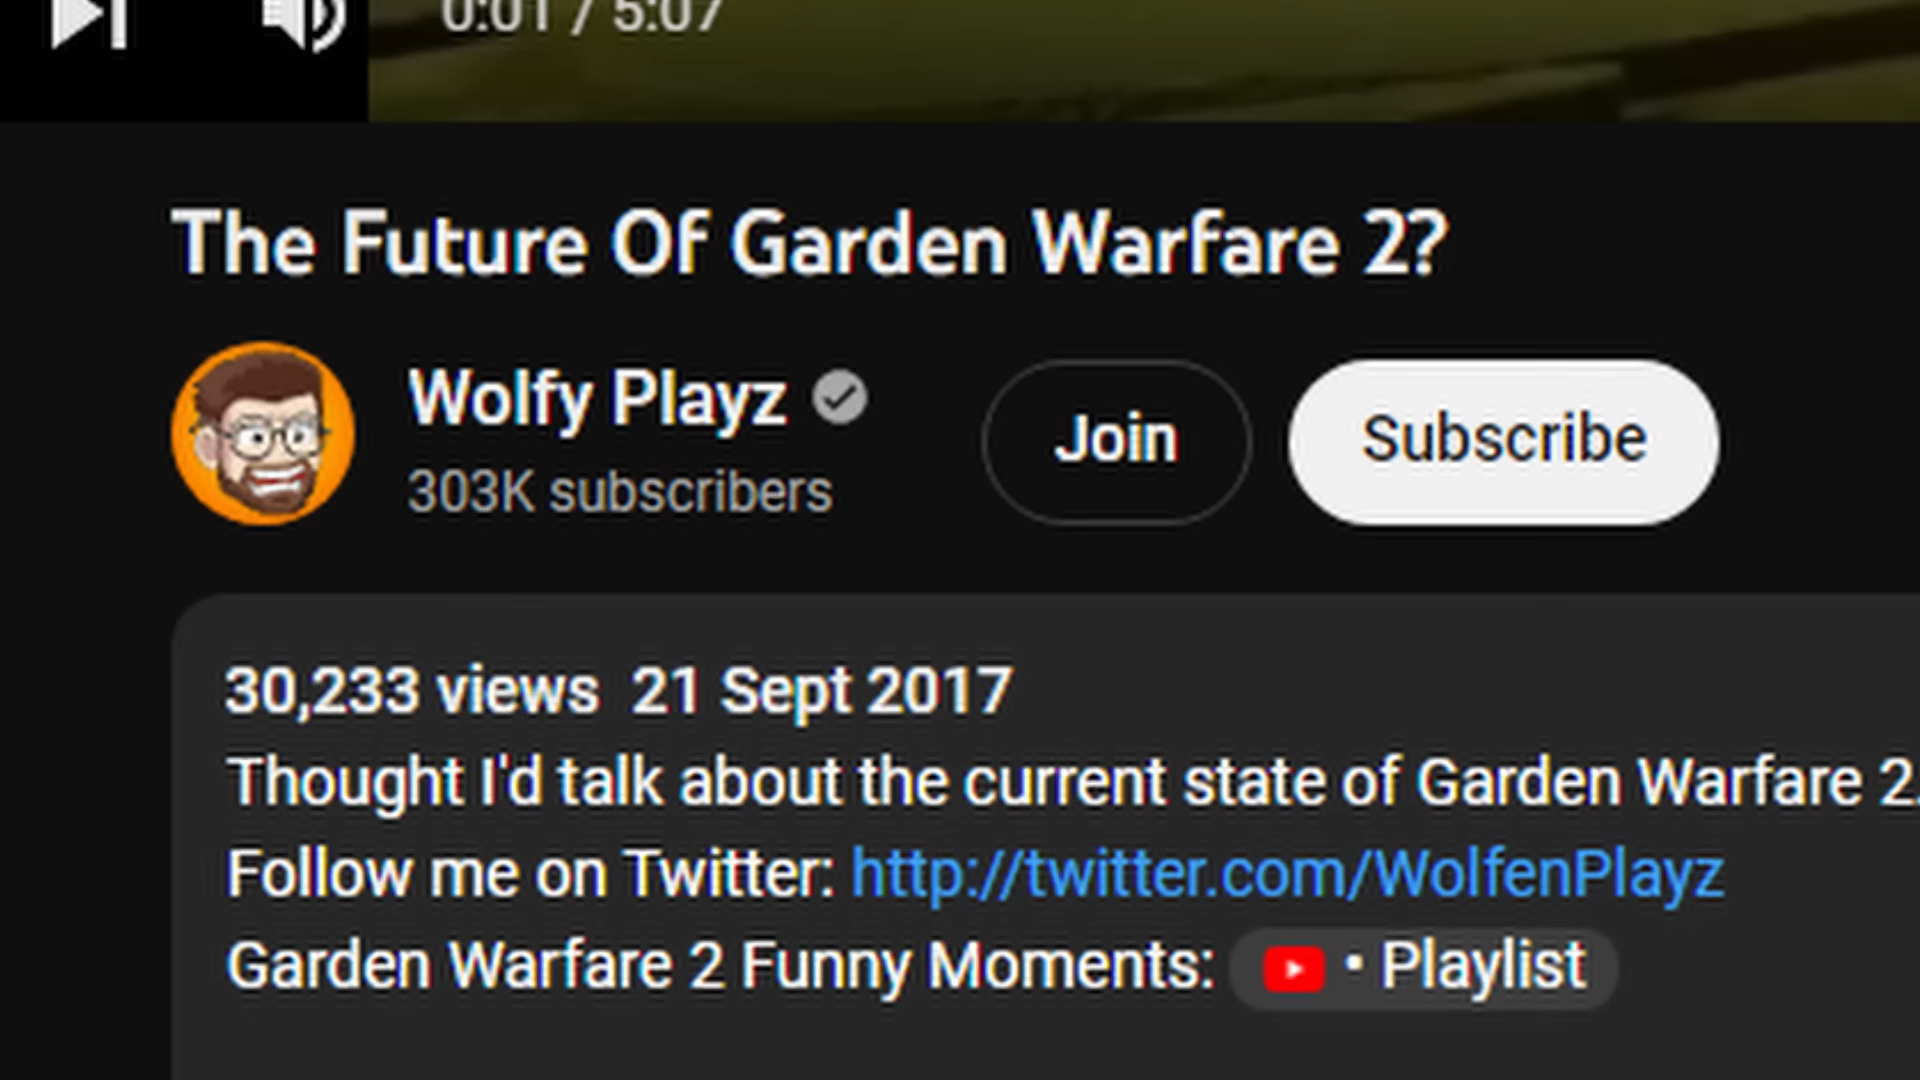 0:01 / 5:07
The Future Of Garden Warfare 2?
Wolfy Playz
303K subscribers
Join
Subscribe
30,233 views 21 Sept 2017
Thought I'd talk about the current state of Garden Warfare 2.
Follow me on Twitter: http://twitter.com/WolfenPlayz
Garden Warfare 2 Funny Moments: • Playlist